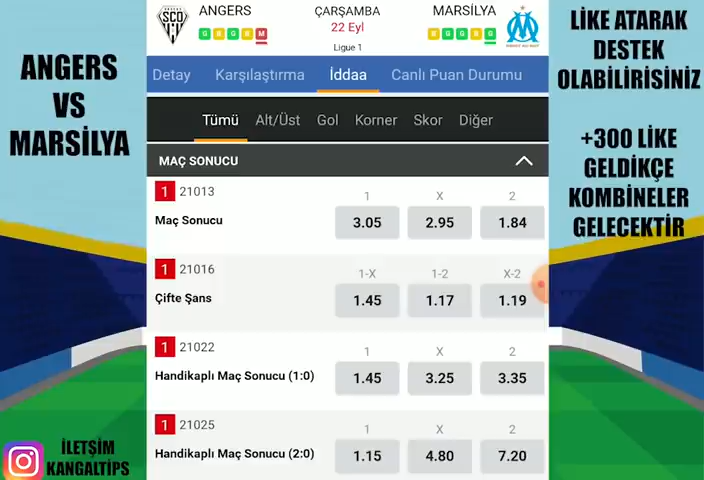 ANGERS
VS
MARSİLYA
ANGERS
G B G B M
ÇARŞAMBA
22 Eyl
Ligue 1
MARSİLYA
B G G G G
Detay Karşılaştırma İddaa Canlı Puan Durumu
Tümü Alt/Üst Gol Korner Skor Diğer
MAÇ SONUCU
1 21013
1 X 2
Maç Sonucu
3.05 2.95 1.84
1 21016
1-X 1-2 X-2
Çifte Şans
1.45 1.17 1.19
1 21022
1 X 2
Handikaplı Maç Sonucu (1:0)
1.45 3.25 3.35
1 21025
1 X 2
Handikaplı Maç Sonucu (2:0)
1.15 4.80 7.20
LİKE ATARAK
DESTEK
OLABİLİRİSİNİZ
+300 LİKE
GELDİKÇE
KOMBİNELER
GELECEKTİR
İLETŞİM
KANGALTİPS